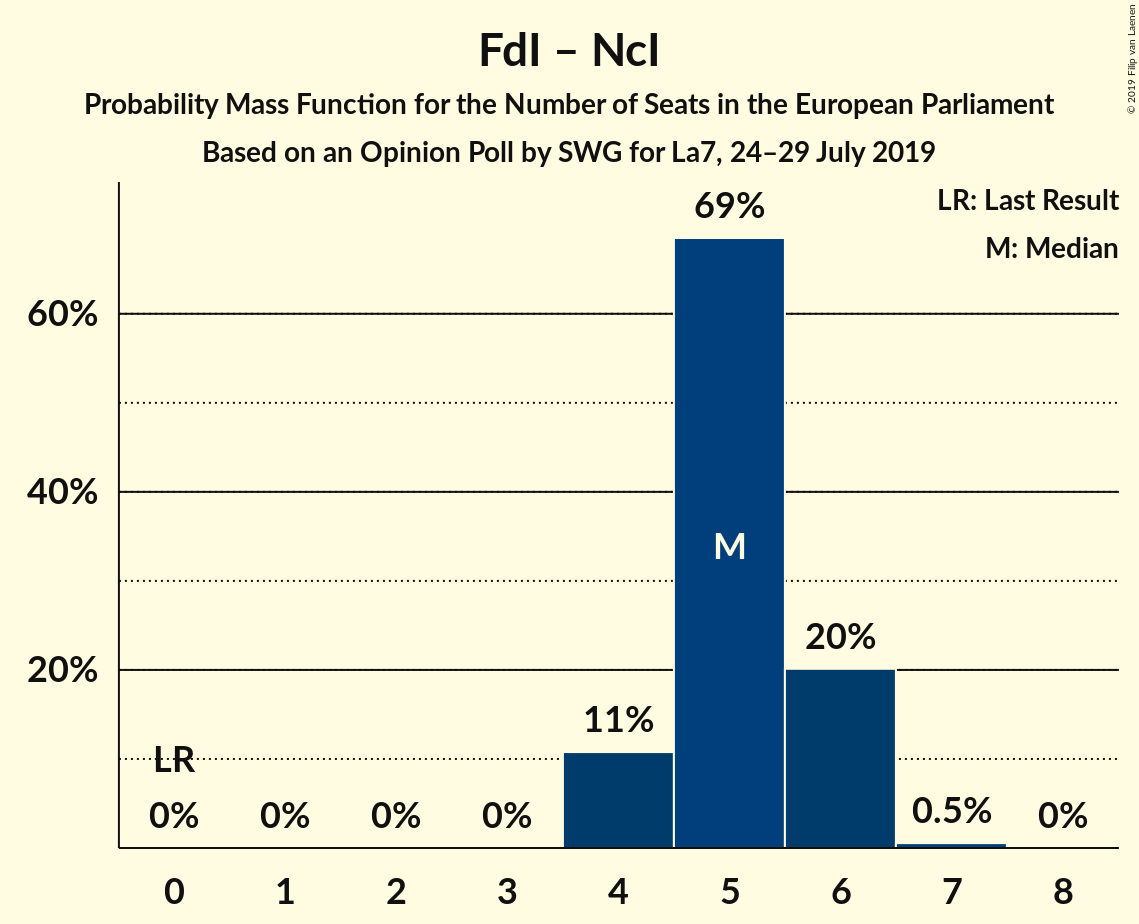 FdI – NcI
Probability Mass Function for the Number of Seats in the European Parliament
Based on an Opinion Poll by SWG for La7, 24–29 July 2019
© 2019 Filip van Laenen
LR: Last Result
M: Median
69%
60%
40%
M
20%
20%
11%
LR
0% 0% 0% 0% 0.5% 0%
0 1 2 3 4 5 6 7 8